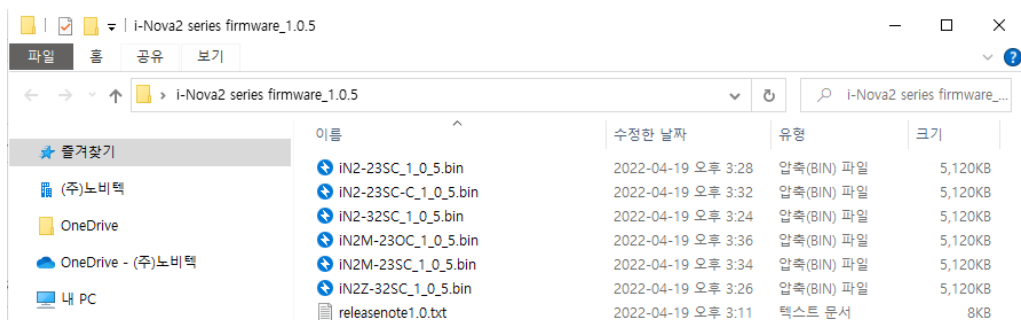 i-Nova2 series firmware_1.0.5
파일 홈 공유 보기
i-Nova2 series firmware_1.0.5 i-Nova2 series firmware_...
이름 수정한 날짜 유형 크기
즐겨찾기
(주)노비텍
OneDrive
OneDrive - (주)노비텍
내 PC
iN2-23SC_1_0_5.bin 2022-04-19 오후 3:28 압축(BIN) 파일 5,120KB
iN2-23SC-C_1_0_5.bin 2022-04-19 오후 3:32 압축(BIN) 파일 5,120KB
iN2-32SC_1_0_5.bin 2022-04-19 오후 3:24 압축(BIN) 파일 5,120KB
iN2M-23OC_1_0_5.bin 2022-04-19 오후 3:36 압축(BIN) 파일 5,120KB
iN2M-23SC_1_0_5.bin 2022-04-19 오후 3:34 압축(BIN) 파일 5,120KB
iN2Z-32SC_1_0_5.bin 2022-04-19 오후 3:26 압축(BIN) 파일 5,120KB
releasenote1.0.txt 2022-04-19 오후 3:11 텍스트 문서 8KB